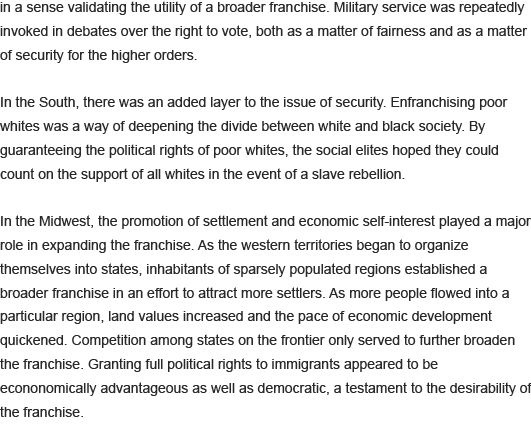 in a sense validating the utility of a broader franchise. Military service was repeatedly
invoked in debates over the right to vote, both as a matter of fairness and as a matter
of security for the higher orders.
In the South, there was an added layer to the issue of security. Enfranchising poor
whites was a way of deepening the divide between white and black society. By
guaranteeing the political rights of poor whites, the social elites hoped they could
count on the support of all whites in the event of a slave rebellion.
In the Midwest, the promotion of settlement and economic self-interest played a major
role in expanding the franchise. As the western territories began to organize
themselves into states, inhabitants of sparsely populated regions established a
broader franchise in an effort to attract more settlers. As more people flowed into a
particular region, land values increased and the pace of economic development
quickened. Competition among states on the frontier only served to further broaden
the franchise. Granting full political rights to immigrants appeared to be
econonomically advantageous as well as democratic, a testament to the desirability of
the franchise.